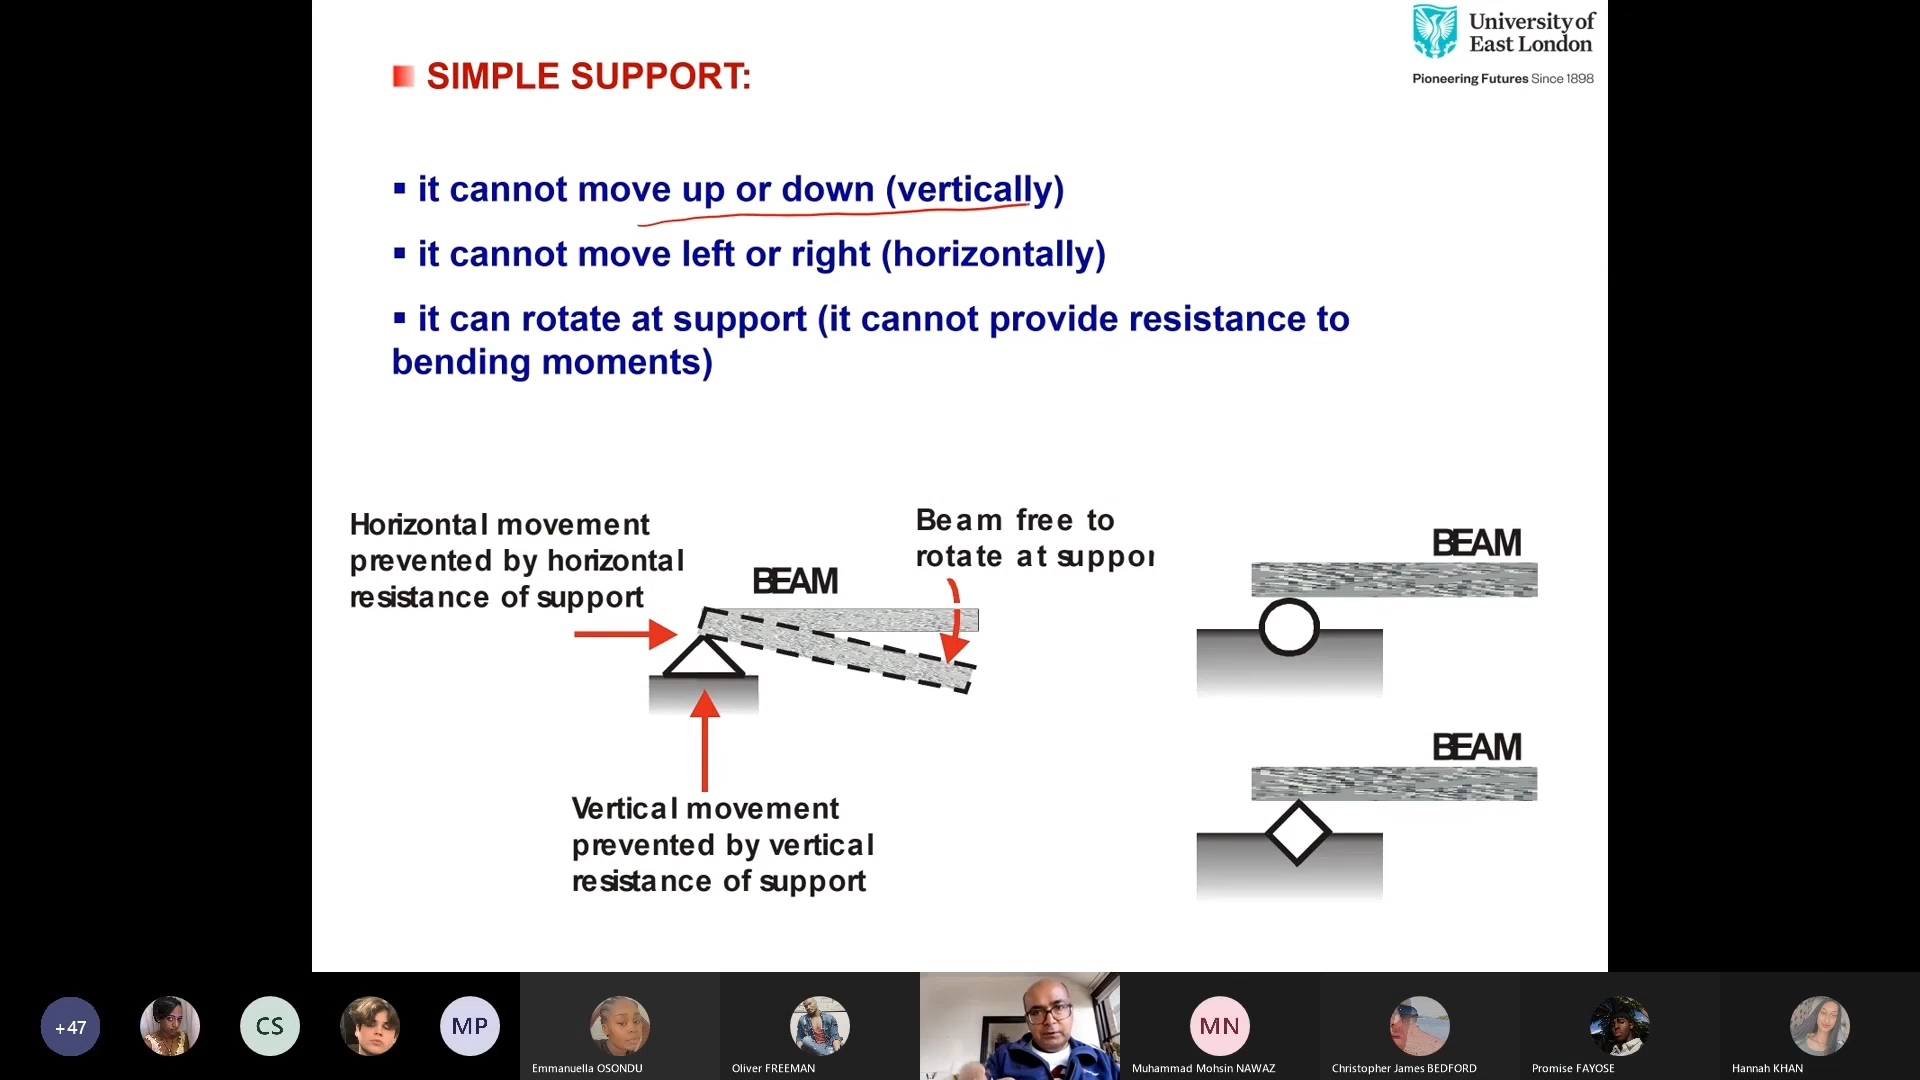 University of
East London
Pioneering Futures Since 1898
SIMPLE SUPPORT:
▪ it cannot move up or down (vertically)
▪ it cannot move left or right (horizontally)
▪ it can rotate at support (it cannot provide resistance to
bending moments)
Horizontal movement
prevented by horizontal
resistance of support
BEAM
Beam free to
rotate at suppor
BEAM
BEAM
Vertical movement
prevented by vertical
resistance of support
+47
CS
MP
Emmanuella OSONDU
Oliver FREEMAN
MN
Muhammad Mohsin NAWAZ
Christopher James BEDFORD
Promise FAYOSE
Hannah KHAN